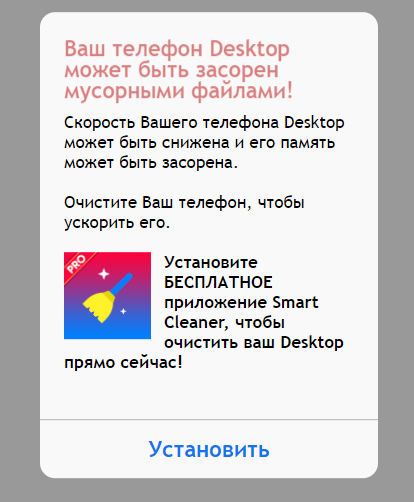 Ваш телефон Desktop
может быть засорен
мусорными файлами!
Скорость Вашего телефона Desktop
может быть снижена и его память
может быть засорена.
Очистите Ваш телефон, чтобы
ускорить его.
PRO
Установите
БЕСПЛАТНОЕ
приложение Smart
Cleaner, чтобы
очистить ваш Desktop
прямо сейчас!
Установить